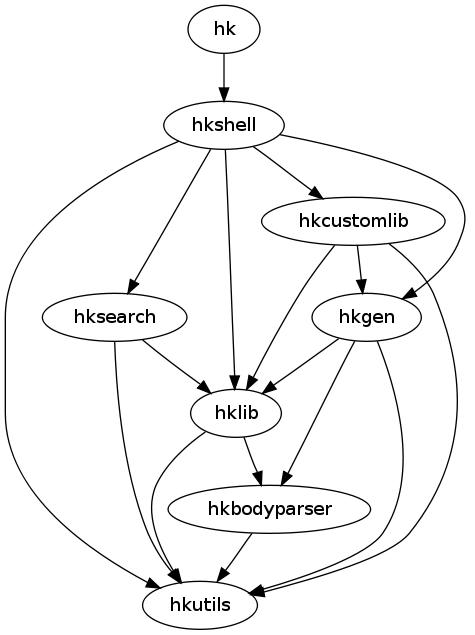 hk
hkshell
hkcustomlib
hksearch
hkgen
hklib
hkbodyparser
hkutils